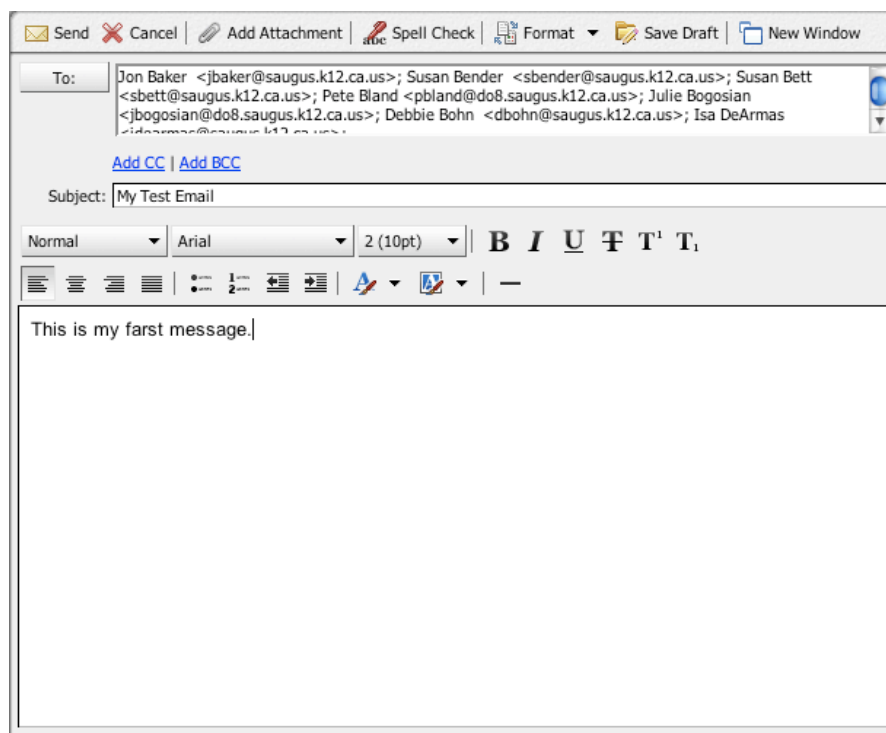 Send Cancel Add Attachment Spell Check Format Save Draft New Window
To: Jon Baker <jbaker@saugus.k12.ca.us>; Susan Bender <sbender@saugus.k12.ca.us>; Susan Bett
<sbett@saugus.k12.ca.us>; Pete Bland <pbland@do8.saugus.k12.ca.us>; Julie Bogosian
<jbogosian@do8.saugus.k12.ca.us>; Debbie Bohn <dbohn@saugus.k12.ca.us>; Isa DeArmas
Add CC | Add BCC
Subject: My Test Email
Normal Arial 2 (10pt) B I U T T¹ T₁
This is my farst message.